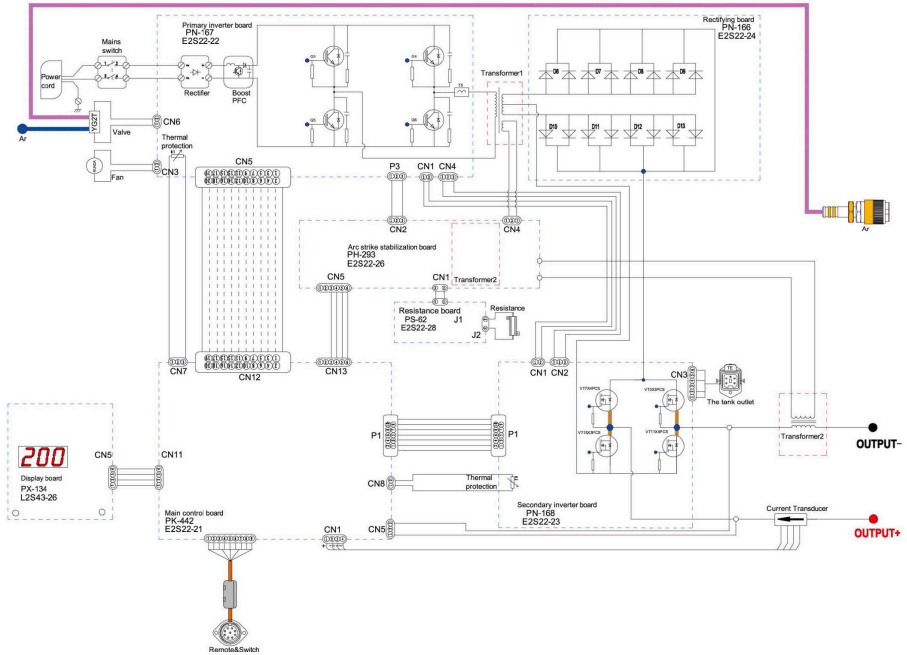 Primary inverter board
PN-167
E2S22-22
Rectifying board
PN-166
E2S22-24
Mains
switch
Power
cord
Rectifier
Boost
PFC
Transformer1
D6
D7
D8
D9
D10
D11
D12
D13
YG2T
Valve
CN6
Ar
Thermal
protection
CN3
Fan
CN5
P3
CN1
CN4
CN2
CN4
Ar
Arc strike stabilization board
PH-293
E2S22-26
CN5
CN1
Transformer2
Resistance board
PS-62
E2S22-28
J1
J2
Resistance
CN7
CN12
CN13
CN1
CN2
CN3
The tank outlet
P1
P1
Transformer2
OUTPUT-
200
Display board
PX-134
L2S43-26
CN5
CN11
CN8
Thermal
protection
Main control board
PK-442
E2S22-21
CN1
CN5
Secondary inverter board
PN-168
E2S22-23
Current Transducer
OUTPUT+
Remote&Switch